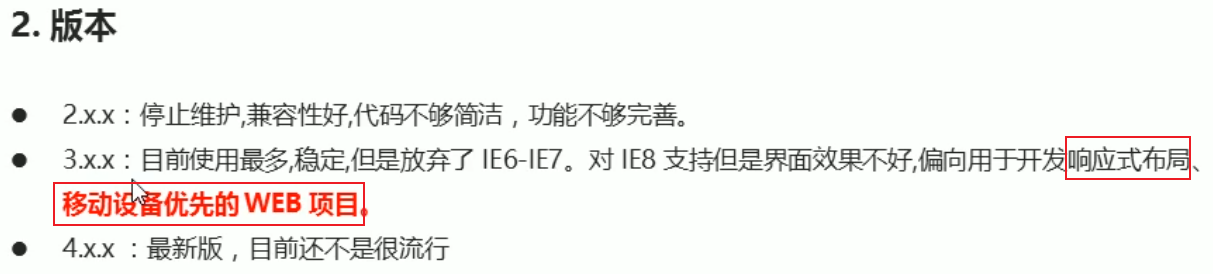 2. 版本
● 2.x.x：停止维护,兼容性好,代码不够简洁，功能不够完善。
● 3.x.x：目前使用最多,稳定,但是放弃了 IE6-IE7。对 IE8 支持但是界面效果不好,偏向用于开发响应式布局、
移动设备优先的 WEB 项目。
● 4.x.x ：最新版，目前还不是很流行